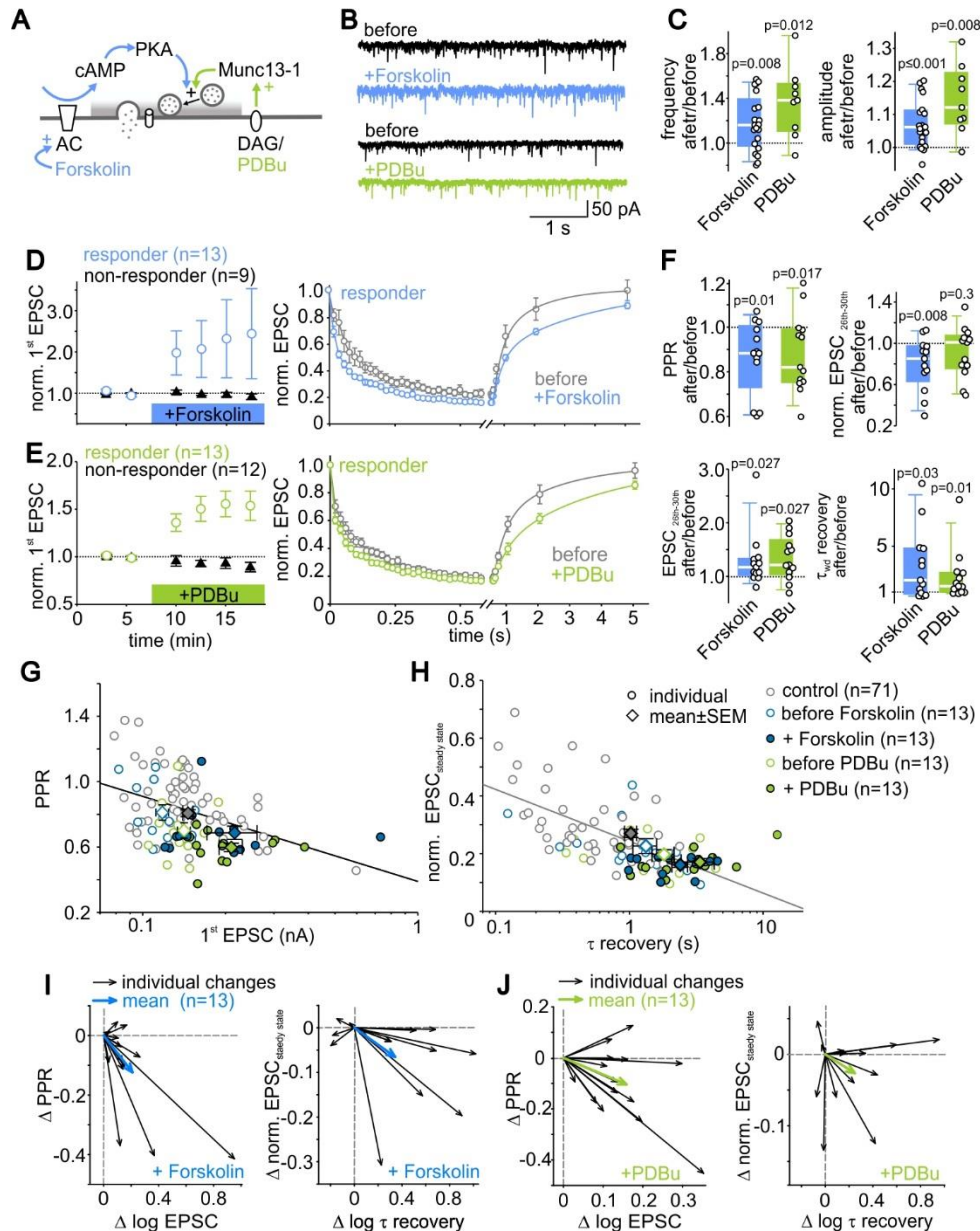 A
PKA
cAMP
Munc13-1
+
+
+
AC
DAG/
Forskolin
PDBu
B
before
+Forskolin
before
+PDBu
50 pA
1 s
C
p=0.012
p=0.008
1.8
1.4
1.0
frequency
afetr/before
Forskolin
PDBu
p=0.008
p≤0.001
1.3
1.2
1.1
1.0
amplitude
afetr/before
Forskolin
PDBu
D
responder (n=13)
non-responder (n=9)
3.0
2.0
1.0
norm. 1st EPSC
+Forskolin
1.0
0.5
0
norm. EPSC
responder
before
+Forskolin
E
responder (n=13)
non-responder (n=12)
2.0
1.5
1.0
0.5
norm. 1st EPSC
+PDBu
0 5 10 15
time (min)
1.0
0.5
0
norm. EPSC
responder
before
+PDBu
0 0.25 0.5 1 2 3 4 5
time (s)
F
p=0.017
p=0.01
1.2
1.0
0.8
0.6
PPR
after/before
p=0.3
p=0.008
1.4
1.0
0.6
0.2
norm. EPSC 26th-30th
after/before
p=0.027
p=0.027
3.0
2.0
1.0
EPSC26th-30th
after/before
Forskolin
PDBu
p=0.03
p=0.01
10
5
1
τwd recovery
after/before
Forskolin
PDBu
G
1.4
1.0
0.6
0.2
PPR
0.1 1
1st EPSC (nA)
H
0.8
0.6
0.4
0.2
0
norm. EPSCsteady state
0.1 1 10
τ recovery (s)
individual
mean±SEM
control (n=71)
before Forskolin (n=13)
+ Forskolin (n=13)
before PDBu (n=13)
+ PDBu (n=13)
I
individual changes
mean (n=13)
0.2
0
-0.2
-0.4
Δ PPR
+ Forskolin
0 0.4 0.8
Δ log EPSC
0
-0.1
-0.2
-0.3
Δ norm. EPSCstaedy state
+ Forskolin
0 0.4 0.8
Δ log τ recovery
J
individual changes
mean (n=13)
0.2
0
-0.2
-0.4
Δ PPR
+PDBu
0 0.1 0.2 0.3
Δ log EPSC
0
-0.1
Δ norm. EPSCsteady state
+PDBu
0 0.4 0.8
Δ log τ recovery